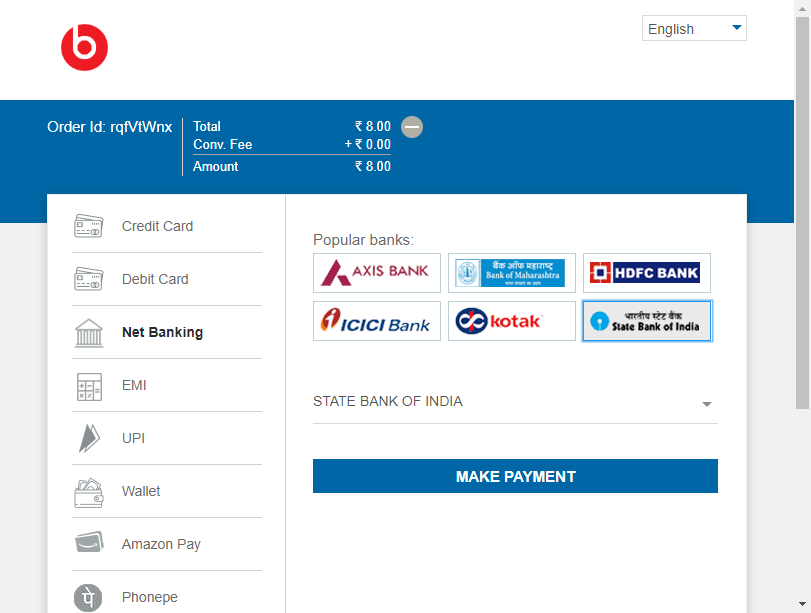 b
English
Order Id: rqfVtWnx
Total ₹ 8.00
Conv. Fee + ₹ 0.00
Amount ₹ 8.00
Credit Card
Debit Card
Net Banking
EMI
UPI
Wallet
Amazon Pay
पे
Phonepe
Popular banks:
AXIS BANK
बैंक ऑफ महाराष्ट्र
Bank of Maharashtra
HDFC BANK
ICICI Bank
kotak
भारतीय स्टेट बैंक
State Bank of India
STATE BANK OF INDIA
MAKE PAYMENT